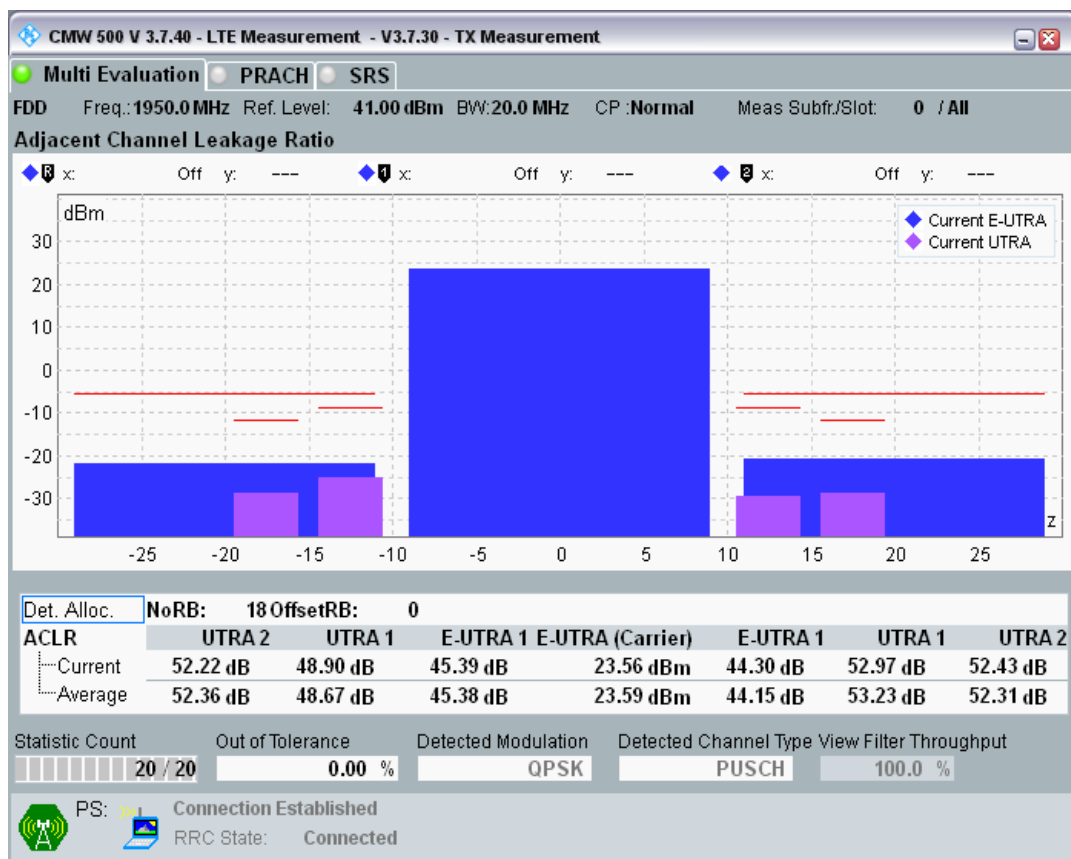 CMW 500 V 3.7.40 - LTE Measurement - V3.7.30 - TX Measurement
Multi Evaluation PRACH SRS
FDD Freq.:1950.0 MHz Ref. Level: 41.00 dBm BW:20.0 MHz CP :Normal Meas Subfr./Slot: 0 / All
Adjacent Channel Leakage Ratio
R x: Off y: --- 1 x: Off y: --- 2 x: Off y: ---
dBm
Current E-UTRA
Current UTRA
30
20
10
0
-10
-20
-30
z
-25 -20 -15 -10 -5 0 5 10 15 20 25
Det. Alloc. NoRB: 18 OffsetRB: 0
ACLR UTRA 2 UTRA 1 E-UTRA 1 E-UTRA (Carrier) E-UTRA 1 UTRA 1 UTRA 2
Current 52.22 dB 48.90 dB 45.39 dB 23.56 dBm 44.30 dB 52.97 dB 52.43 dB
Average 52.36 dB 48.67 dB 45.38 dB 23.59 dBm 44.15 dB 53.23 dB 52.31 dB
Statistic Count Out of Tolerance Detected Modulation Detected Channel Type View Filter Throughput
20 / 20 0.00 % QPSK PUSCH 100.0 %
PS: Connection Established
RRC State: Connected